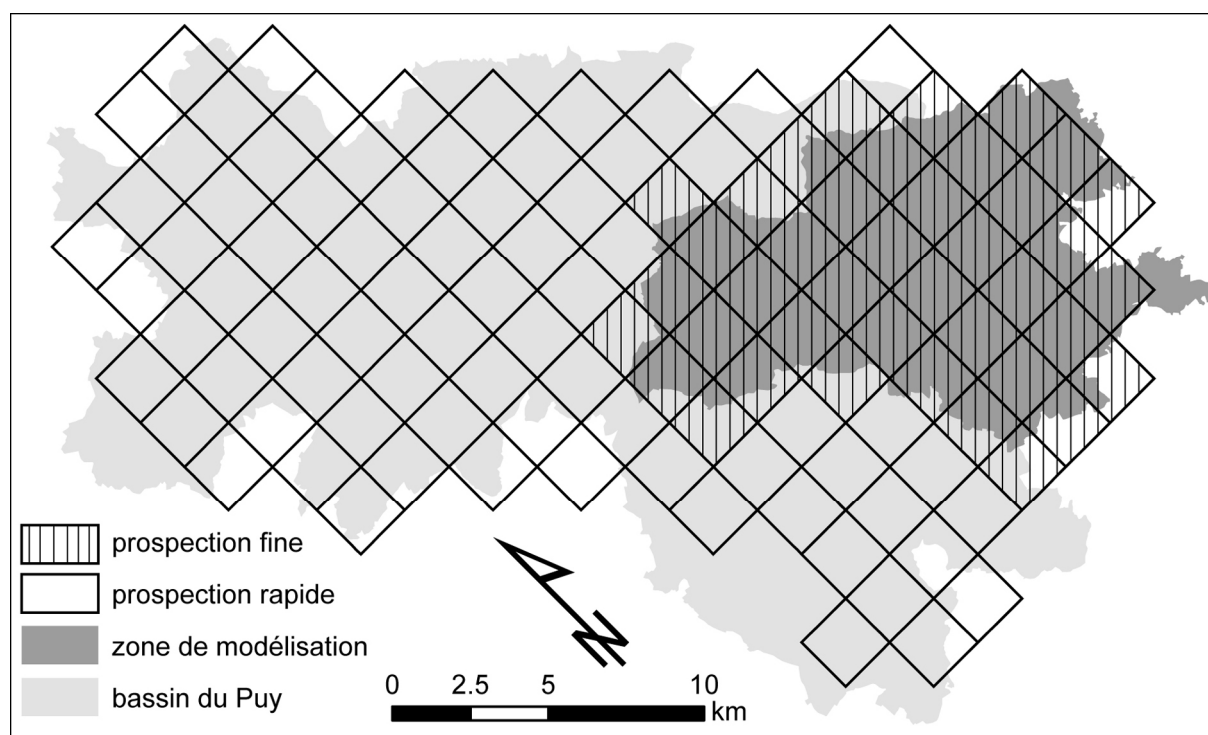 prospection fine
prospection rapide
zone de modélisation
bassin du Puy
N
0 2.5 5 10
km